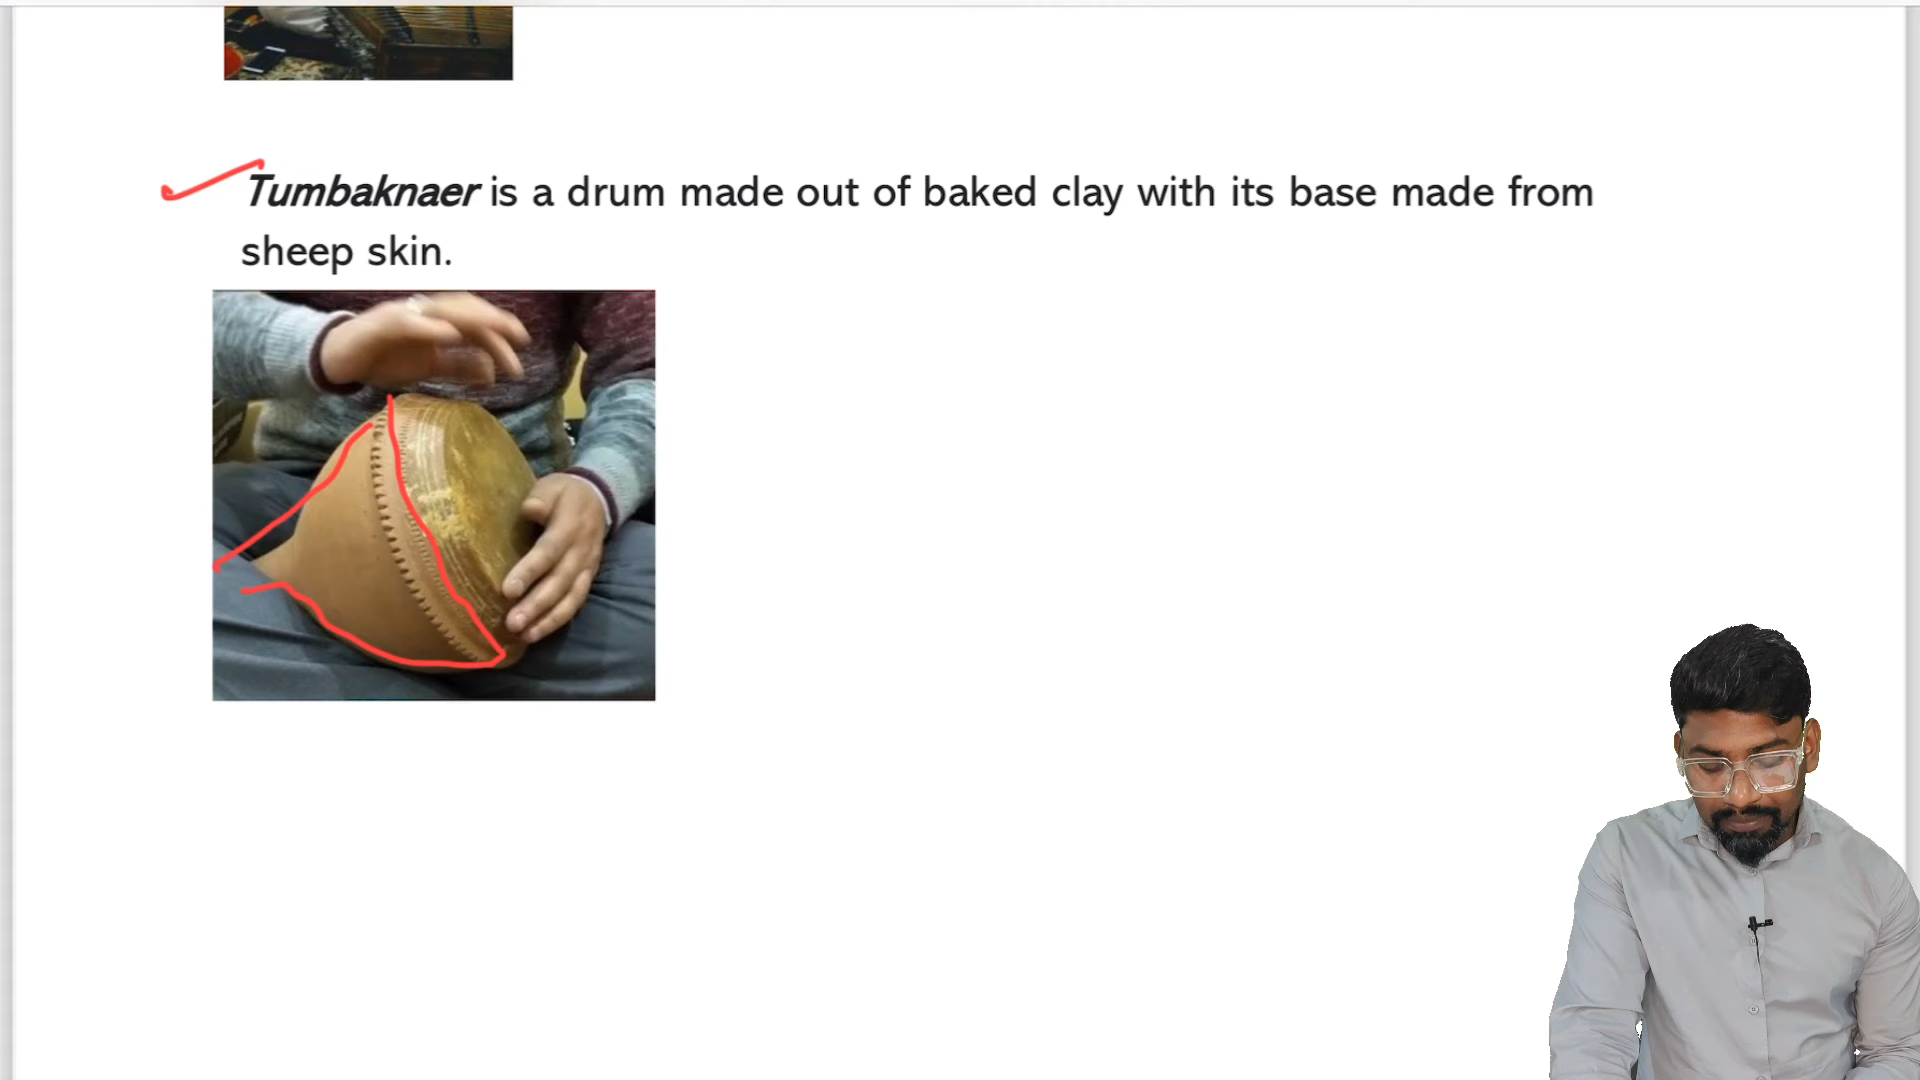 Tumbaknaer is a drum made out of baked clay with its base made from
sheep skin.